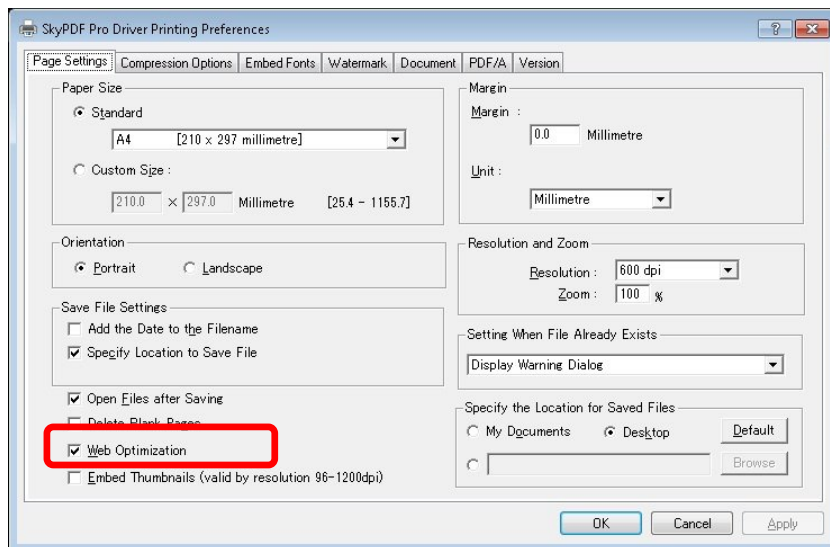 SkyPDF Pro Driver Printing Preferences
Page Settings Compression Options Embed Fonts Watermark Document PDF/A Version
Paper Size
Standard
A4 [210 x 297 millimetre]
Custom Size :
210.0 × 297.0 Millimetre [25.4 - 1155.7]
Orientation
Portrait Landscape
Save File Settings
Add the Date to the Filename
Specify Location to Save File
Open Files after Saving
Delete Blank Pages
Web Optimization
Embed Thumbnails (valid by resolution 96-1200dpi)
Margin
Margin :
0.0 Millimetre
Unit :
Millimetre
Resolution and Zoom
Resolution : 600 dpi
Zoom : 100 %
Setting When File Already Exists
Display Warning Dialog
Specify the Location for Saved Files
My Documents Desktop Default
Browse
OK Cancel Apply